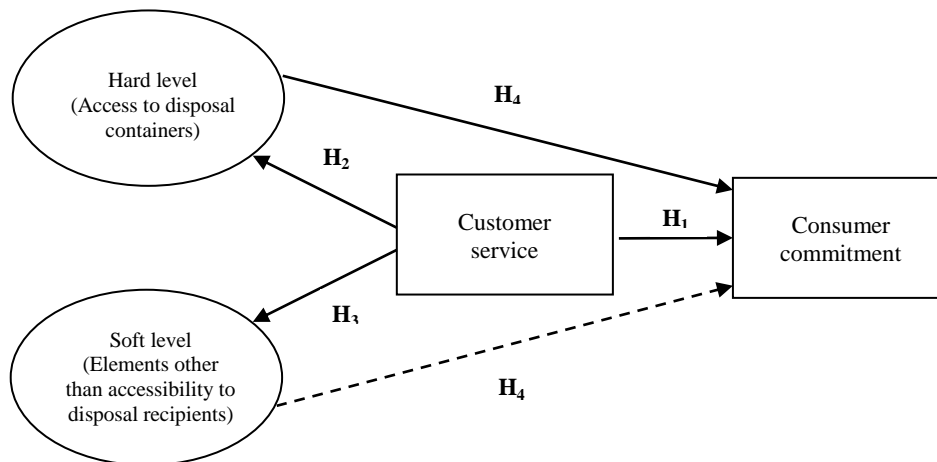 Hard level
(Access to disposal
containers)
H₄
H₂
Customer
service
H₁
Consumer
commitment
H₃
Soft level
(Elements other
than accessibility to
disposal recipients)
H₄